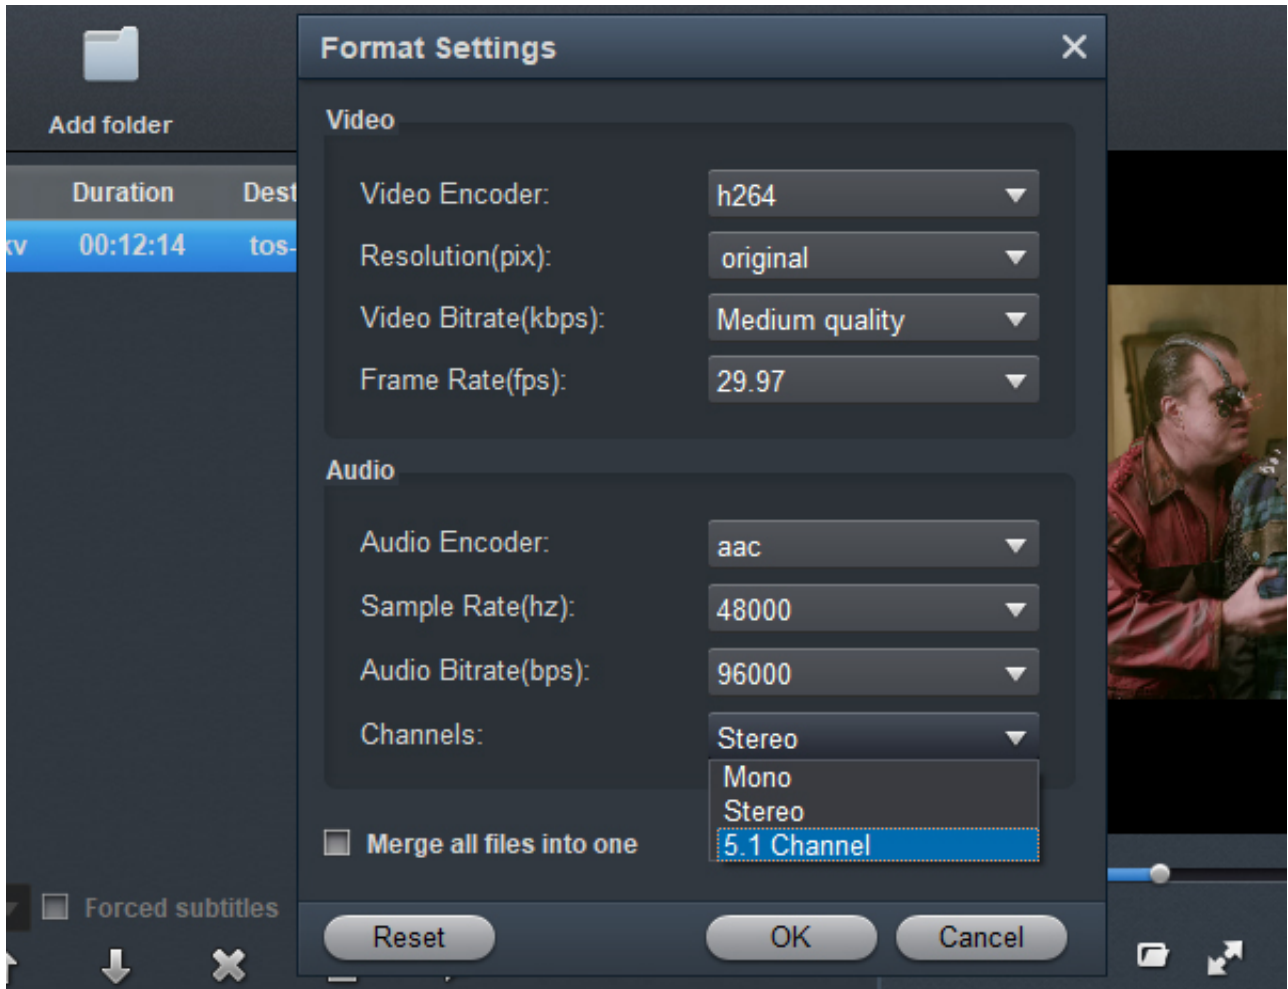 Format Settings
Add folder
Video
Duration
Dest
Video Encoder:
h264
kv
00:12:14
tos-
Resolution(pix):
original
Video Bitrate(kbps):
Medium quality
Frame Rate(fps):
29.97
Audio
Audio Encoder:
aac
Sample Rate(hz):
48000
Audio Bitrate(bps):
96000
Channels:
Stereo
Mono
Stereo
5.1 Channel
Merge all files into one
Forced subtitles
Reset
OK
Cancel